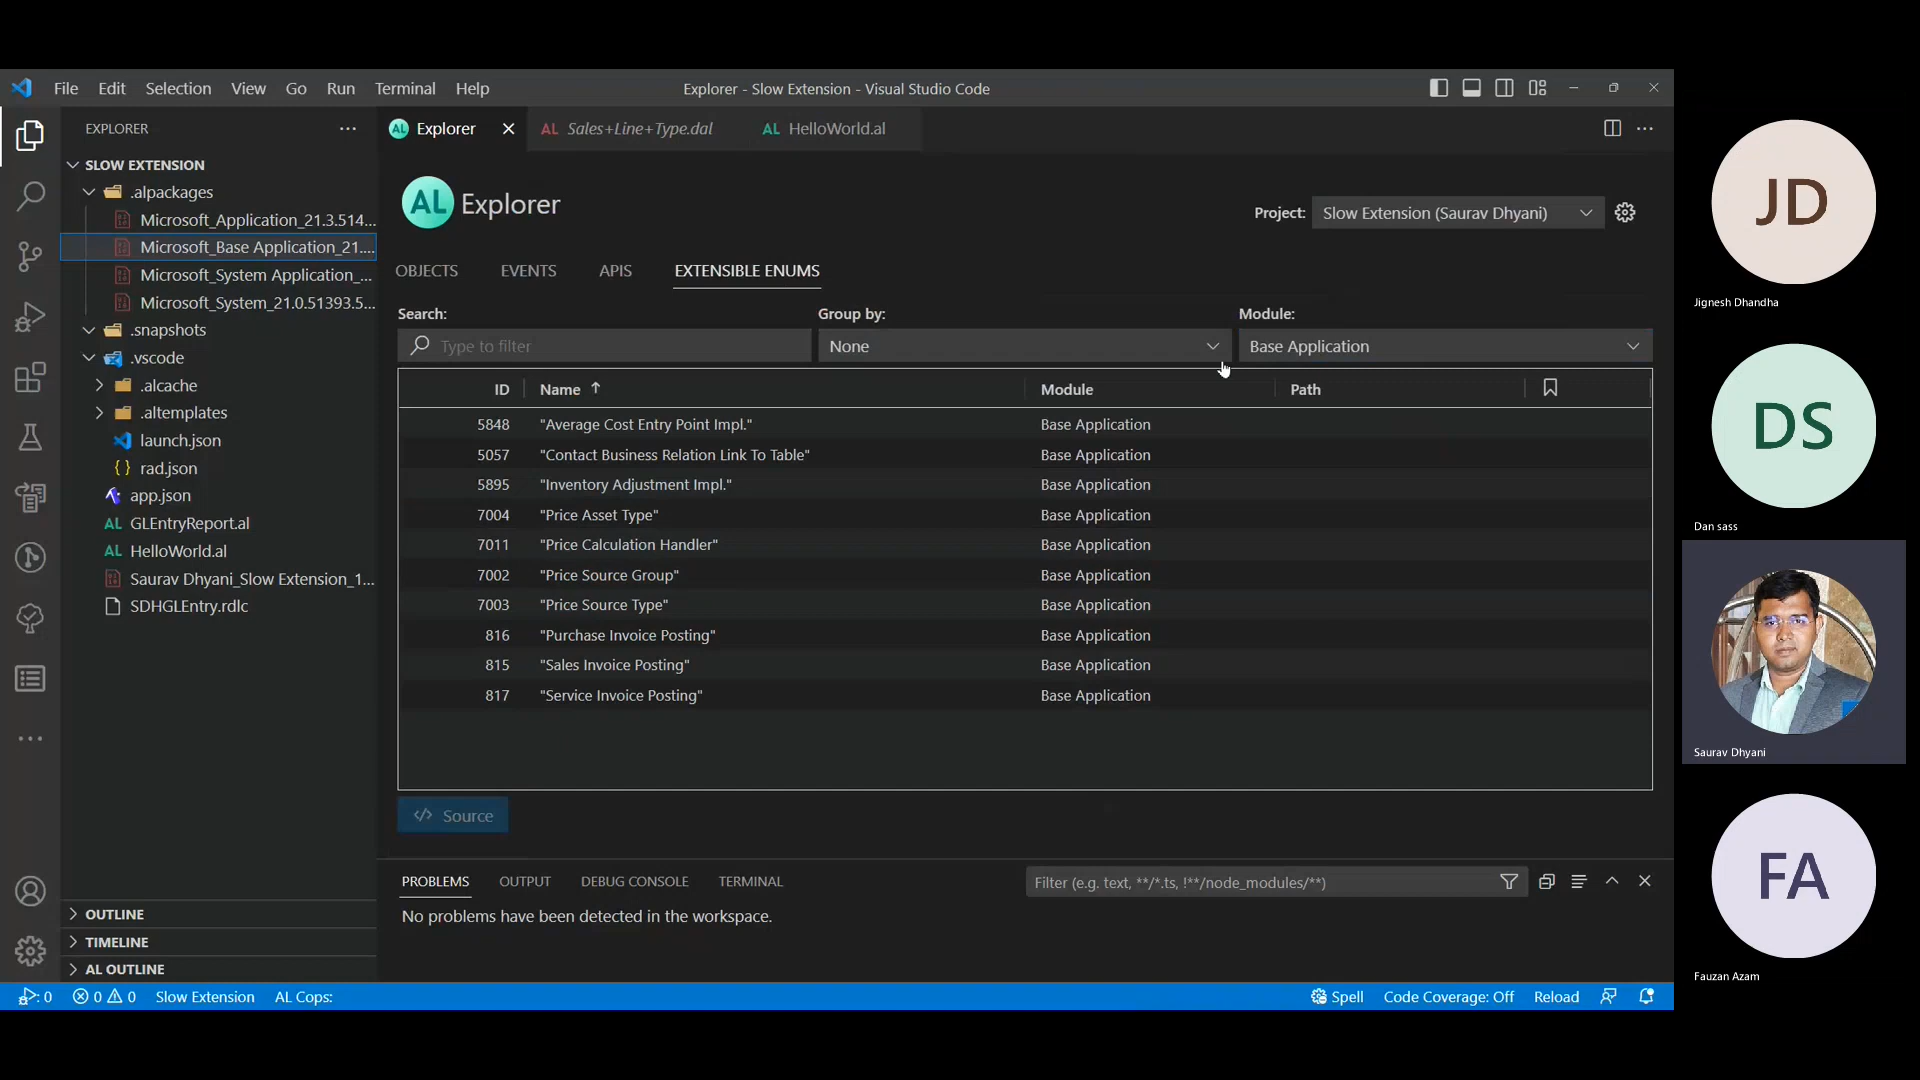 File Edit Selection View Go Run Terminal Help
Explorer - Slow Extension - Visual Studio Code
EXPLORER
SLOW EXTENSION
.alpackages
Microsoft_Application_21.3.514...
Microsoft_Base Application_21....
Microsoft_System Application_...
Microsoft_System_21.0.51393.5...
.snapshots
.vscode
.alcache
.altemplates
launch.json
{ } rad.json
app.json
AL GLEntryReport.al
AL HelloWorld.al
Saurav Dhyani_Slow Extension_1...
SDHGLEntry.rdlc
OUTLINE
TIMELINE
AL OUTLINE
AL Explorer
AL Sales+Line+Type.dal
AL HelloWorld.al
AL Explorer
Project: Slow Extension (Saurav Dhyani)
OBJECTS EVENTS APIS EXTENSIBLE ENUMS
Search: Group by: Module:
Type to filter None Base Application
ID Name Module Path
5848 "Average Cost Entry Point Impl." Base Application
5057 "Contact Business Relation Link To Table" Base Application
5895 "Inventory Adjustment Impl." Base Application
7004 "Price Asset Type" Base Application
7011 "Price Calculation Handler" Base Application
7002 "Price Source Group" Base Application
7003 "Price Source Type" Base Application
816 "Purchase Invoice Posting" Base Application
815 "Sales Invoice Posting" Base Application
817 "Service Invoice Posting" Base Application
</> Source
PROBLEMS OUTPUT DEBUG CONSOLE TERMINAL
Filter (e.g. text, **/*.ts, !**/node_modules/**)
No problems have been detected in the workspace.
: 0 0 0 Slow Extension AL Cops:
Spell Code Coverage: Off Reload
JD
Jignesh Dhandha
DS
Dan sass
Saurav Dhyani
FA
Fauzan Azam